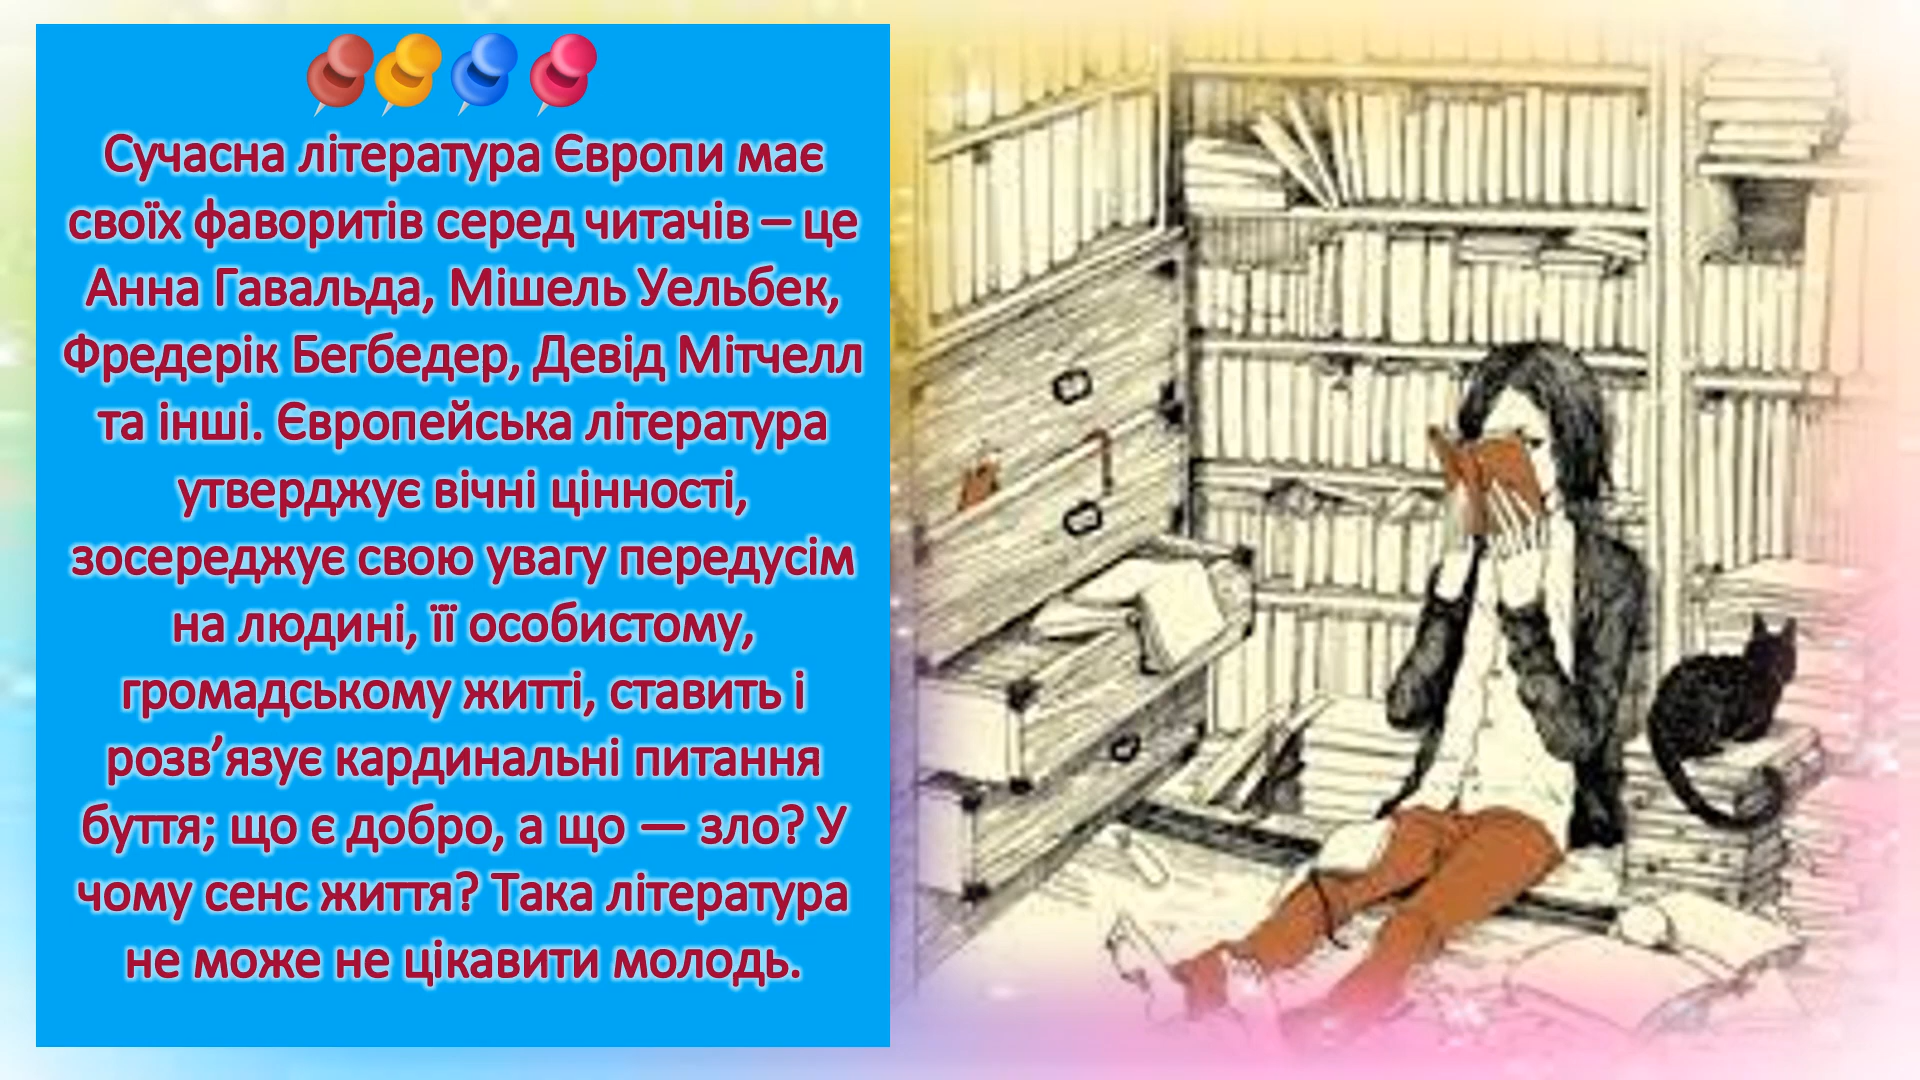 Сучасна література Європи має
своїх фаворитів серед читачів – це
Анна Гавальда, Мішель Уельбек,
Фредерік Бегбедер, Девід Мітчелл
та інші. Європейська література
утверджує вічні цінності,
зосереджує свою увагу передусім
на людині, її особистому,
громадському житті, ставить і
розв’язує кардинальні питання
буття; що є добро, а що — зло? У
чому сенс життя? Така література
не може не цікавити молодь.